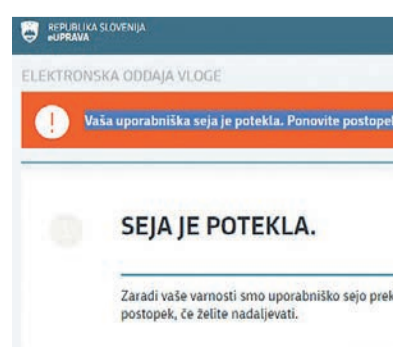 REPUBLIKA SLOVENIJA
eUPRAVA
ELEKTRONSKA ODDAJA VLOGE
Vaša uporabniška seja je potekla. Ponovite postopek
SEJA JE POTEKLA.
Zaradi vaše varnosti smo uporabniško sejo prek
postopek, če želite nadaljevati.